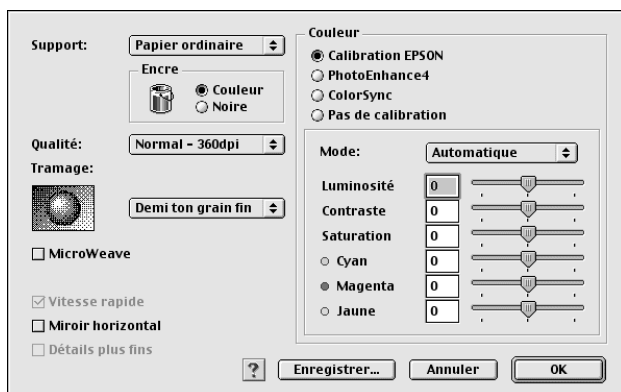 Support:
Papier ordinaire
Encre
Couleur
Noire
Qualité:
Normal - 360dpi
Tramage:
Demi ton grain fin
MicroWeave
Vitesse rapide
Miroir horizontal
Détails plus fins
Couleur
Calibration EPSON
PhotoEnhance4
ColorSync
Pas de calibration
Mode:
Automatique
Luminosité 0
Contraste 0
Saturation 0
Cyan 0
Magenta 0
Jaune 0
? Enregistrer... Annuler OK